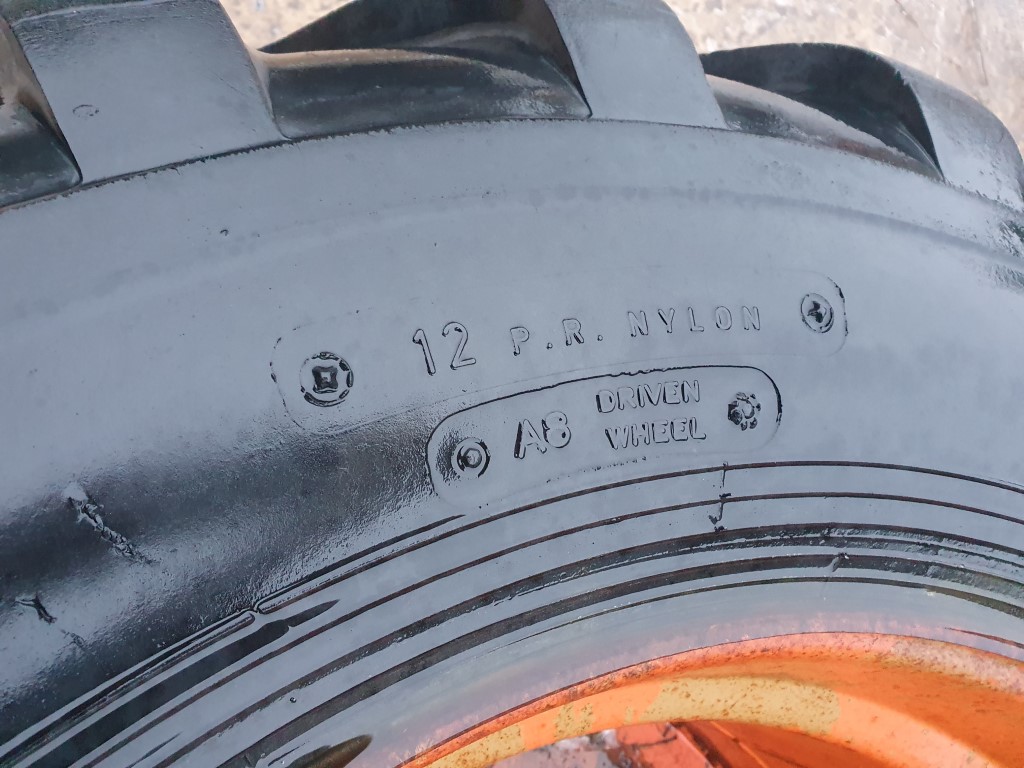 12 P.R. NYLON
A8 DRIVEN
WHEEL